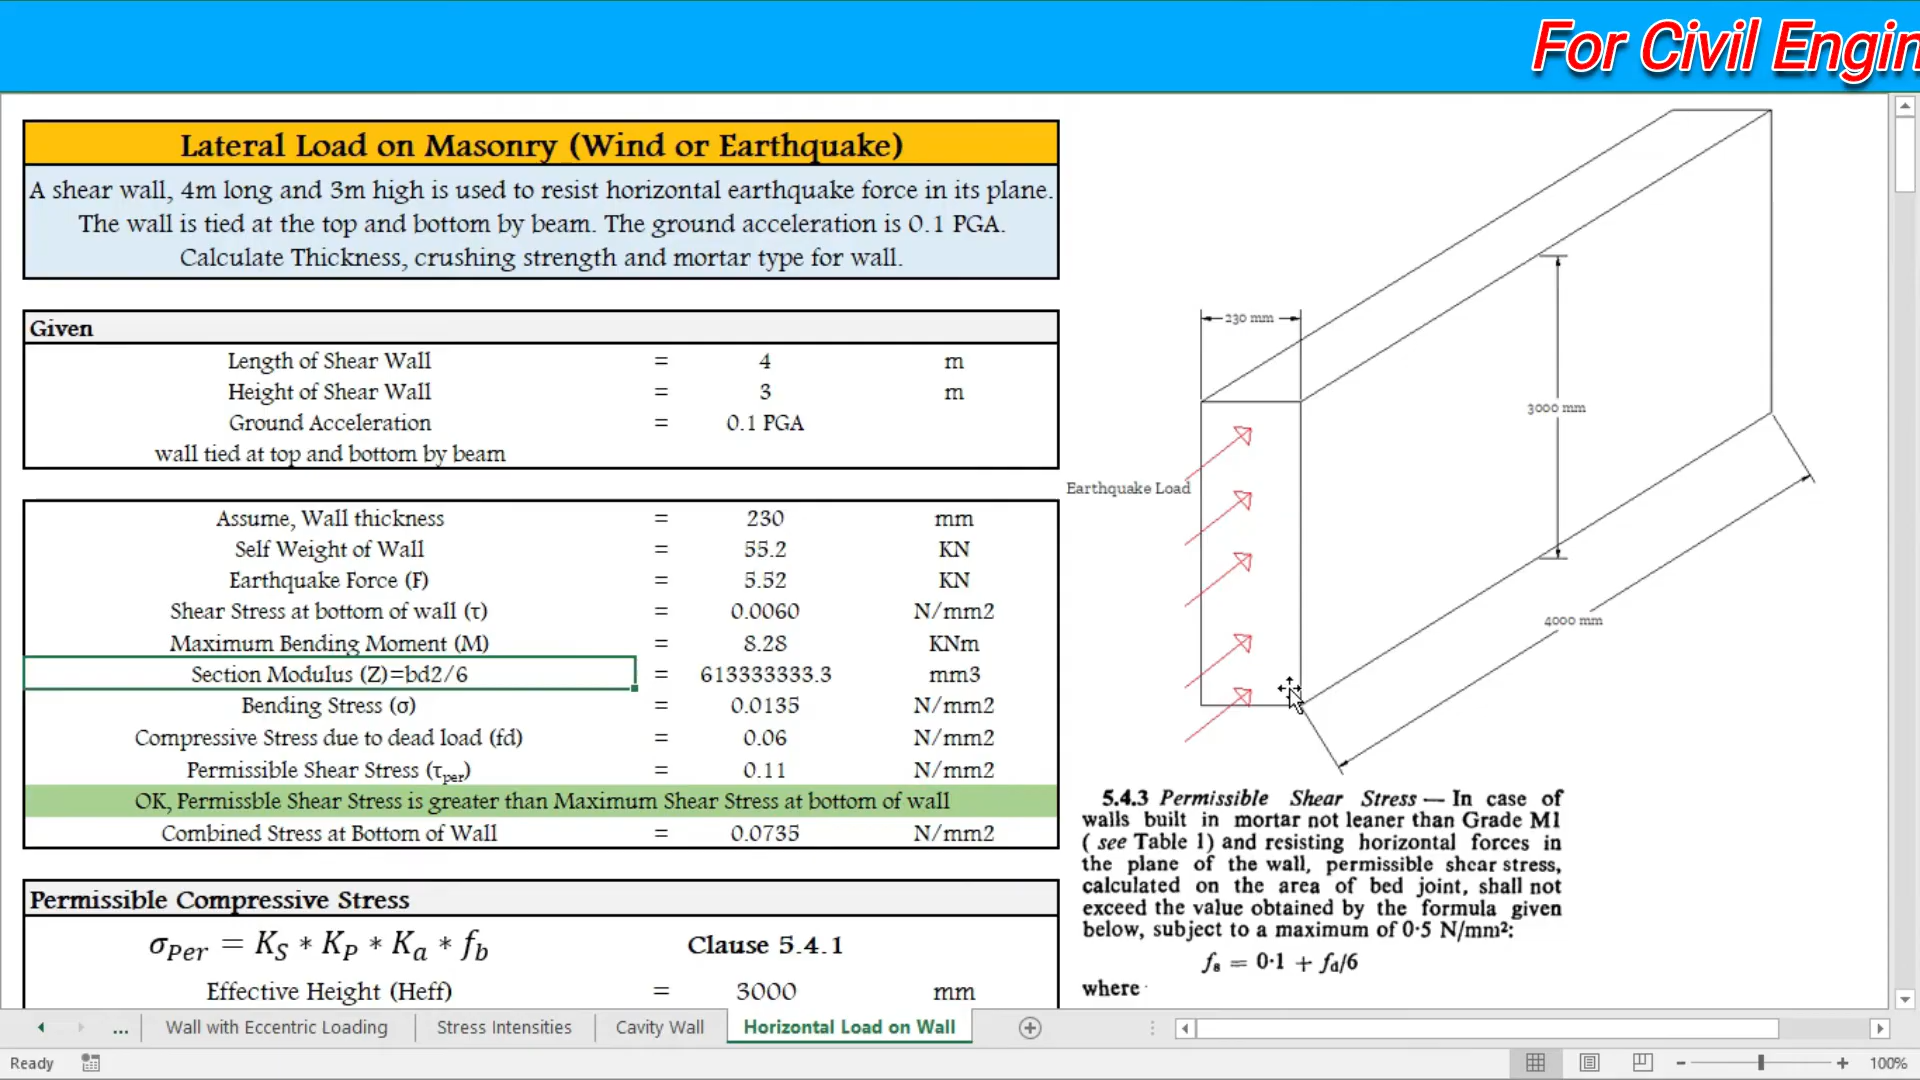 For Civil Engin
Lateral Load on Masonry (Wind or Earthquake)
A shear wall, 4m long and 3m high is used to resist horizontal earthquake force in its plane.
The wall is tied at the top and bottom by beam. The ground acceleration is 0.1 PGA.
Calculate Thickness, crushing strength and mortar type for wall.
Given
Length of Shear Wall = 4 m
Height of Shear Wall = 3 m
Ground Acceleration = 0.1 PGA
wall tied at top and bottom by beam
Assume, Wall thickness = 230 mm
Self Weight of Wall = 55.2 KN
Earthquake Force (F) = 5.52 KN
Shear Stress at bottom of wall (τ) = 0.0060 N/mm2
Maximum Bending Moment (M) = 8.28 KNm
Section Modulus (Z)=bd2/6 = 613333333.3 mm3
Bending Stress (σ) = 0.0135 N/mm2
Compressive Stress due to dead load (fd) = 0.06 N/mm2
Permissible Shear Stress (τper) = 0.11 N/mm2
OK, Permissble Shear Stress is greater than Maximum Shear Stress at bottom of wall
Combined Stress at Bottom of Wall = 0.0735 N/mm2
Permissible Compressive Stress
σPer = KS * KP * Ka * fb Clause 5.4.1
Effective Height (Heff) = 3000 mm
230 mm
3000 mm
Earthquake Load
4000 mm
5.4.3 Permissible Shear Stress — In case of
walls built in mortar not leaner than Grade M1
( see Table 1) and resisting horizontal forces in
the plane of the wall, permissible shear stress,
calculated on the area of bed joint, shall not
exceed the value obtained by the formula given
below, subject to a maximum of 0·5 N/mm²:
fs = 0·1 + fd/6
where
... Wall with Eccentric Loading Stress Intensities Cavity Wall Horizontal Load on Wall
Ready 100%